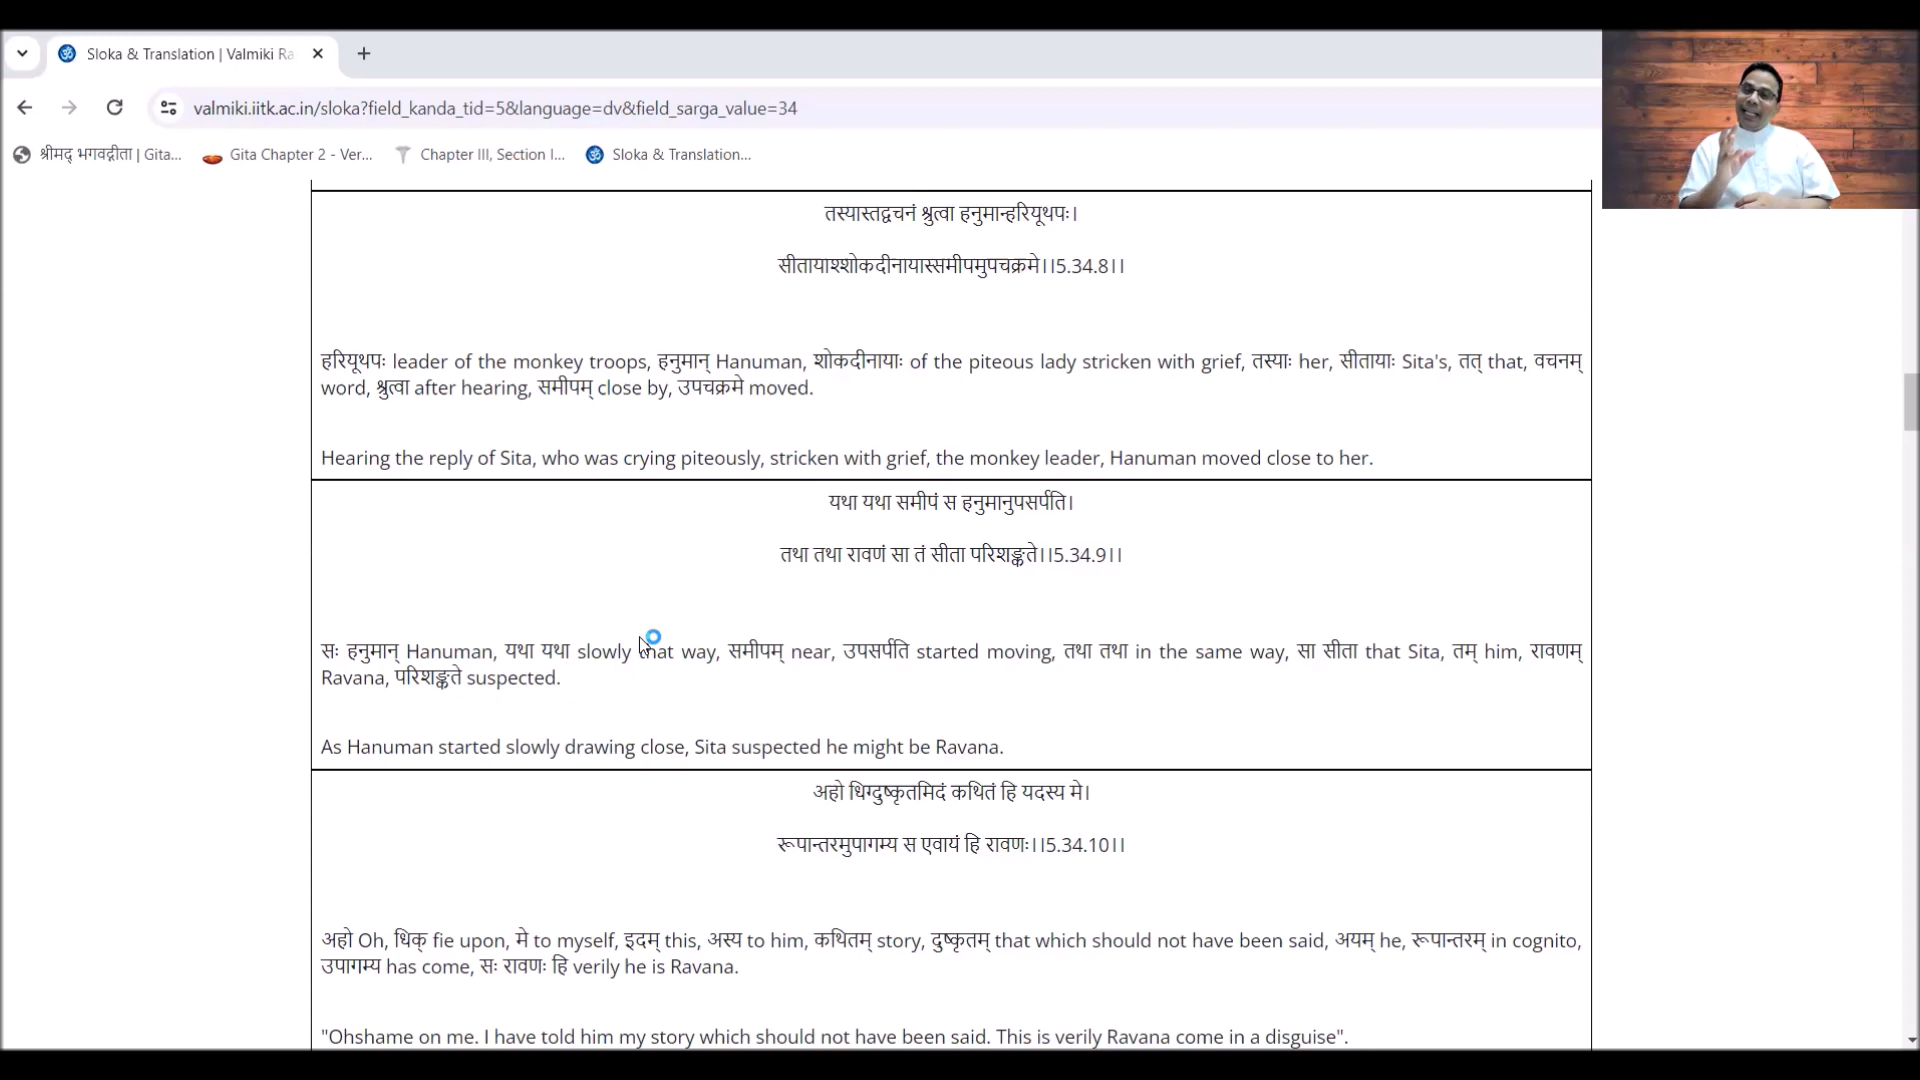 Sloka & Translation | Valmiki Ra
valmiki.iitk.ac.in/sloka?field_kanda_tid=5&language=dv&field_sarga_value=34
श्रीमद् भगवद्गीता | Gita...
Gita Chapter 2 - Ver...
Chapter III, Section I...
Sloka & Translation...
तस्यास्तद्वचनं श्रुत्वा हनुमान्हरियूथपः।
सीतायाश्शोकदीनायास्समीपमुपचक्रमे।।5.34.8।।
हरियूथपः leader of the monkey troops, हनुमान् Hanuman, शोकदीनायाः of the piteous lady stricken with grief, तस्याः her, सीतायाः Sita's, तत् that, वचनम्
word, श्रुत्वा after hearing, समीपम् close by, उपचक्रमे moved.
Hearing the reply of Sita, who was crying piteously, stricken with grief, the monkey leader, Hanuman moved close to her.
यथा यथा समीपं स हनुमानुपसर्पति।
तथा तथा रावणं सा तं सीता परिशङ्कते।।5.34.9।।
सः हनुमान् Hanuman, यथा यथा slowly that way, समीपम् near, उपसर्पति started moving, तथा तथा in the same way, सा सीता that Sita, तम् him, रावणम्
Ravana, परिशङ्कते suspected.
As Hanuman started slowly drawing close, Sita suspected he might be Ravana.
अहो धिग्दुष्कृतमिदं कथितं हि यदस्य मे।
रूपान्तरमुपागम्य स एवायं हि रावणः।।5.34.10।।
अहो Oh, धिक् fie upon, मे to myself, इदम् this, अस्य to him, कथितम् story, दुष्कृतम् that which should not have been said, अयम् he, रूपान्तरम् in cognito,
उपागम्य has come, सः रावणः हि verily he is Ravana.
"Ohshame on me. I have told him my story which should not have been said. This is verily Ravana come in a disguise".